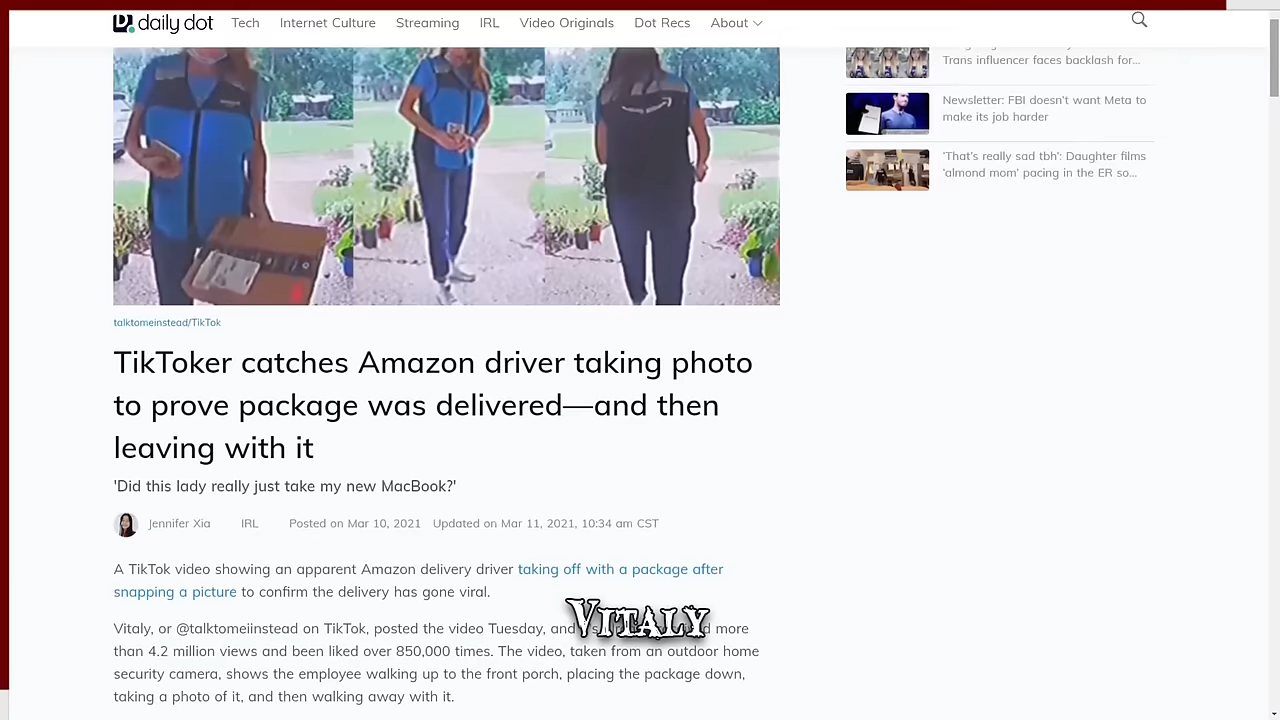 daily dot Tech Internet Culture Streaming IRL Video Originals Dot Recs About
Trans influencer faces backlash for...
Newsletter: FBI doesn't want Meta to
make its job harder
'That's really sad tbh': Daughter films
'almond mom' pacing in the ER so...
talktomeinstead/TikTok
TikToker catches Amazon driver taking photo
to prove package was delivered—and then
leaving with it
'Did this lady really just take my new MacBook?'
Jennifer Xia IRL Posted on Mar 10, 2021 Updated on Mar 11, 2021, 10:34 am CST
A TikTok video showing an apparent Amazon delivery driver taking off with a package after
snapping a picture to confirm the delivery has gone viral.
Vitaly
Vitaly, or @talktomeiinstead on TikTok, posted the video Tuesday, and more
than 4.2 million views and been liked over 850,000 times. The video, taken from an outdoor home
security camera, shows the employee walking up to the front porch, placing the package down,
taking a photo of it, and then walking away with it.